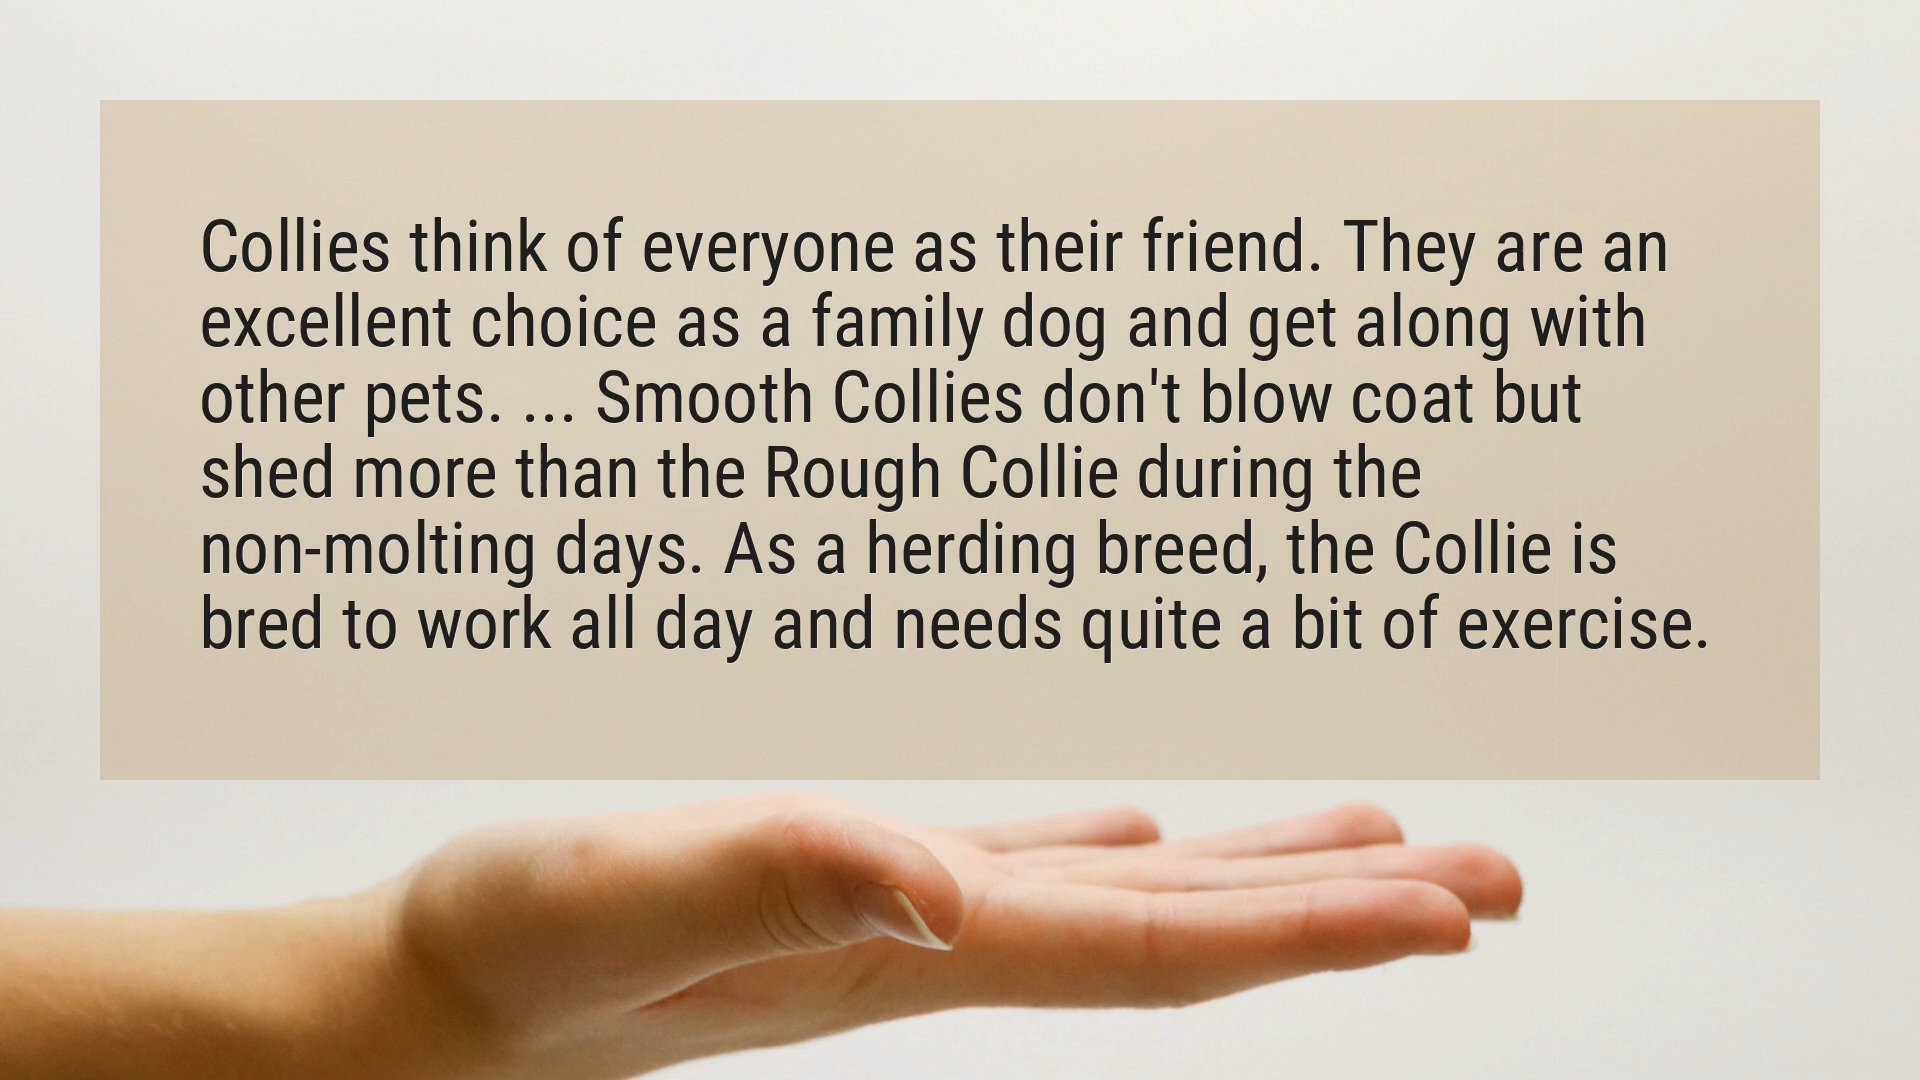 Collies think of everyone as their friend. They are an
excellent choice as a family dog and get along with
other pets. ... Smooth Collies don't blow coat but
shed more than the Rough Collie during the
non-molting days. As a herding breed, the Collie is
bred to work all day and needs quite a bit of exercise.